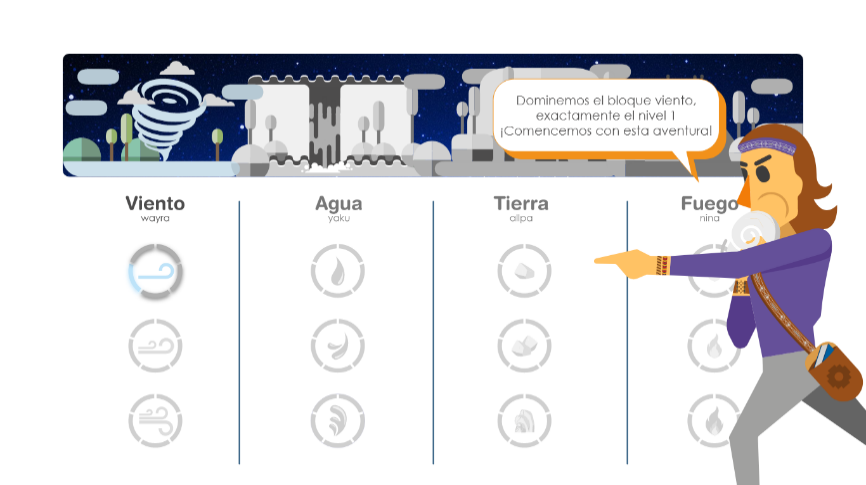 Dominemos el bloque viento,
exactamente el nivel 1
¡Comencemos con esta aventura!
Viento
wayra
Agua
yaku
Tierra
allpa
Fuego
nina